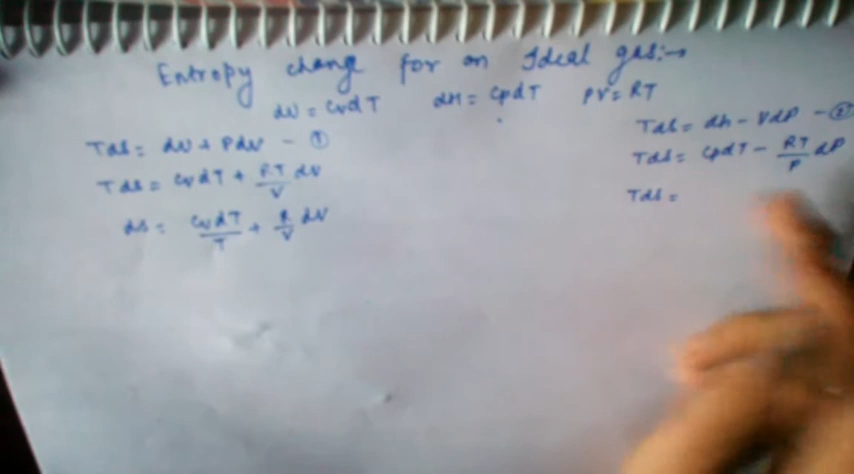 Entropy change for an Ideal gas:→
du = CvdT dH = CpdT PV = RT
Tds = du + Pdv - ①
Tds = CvdT + RT/V dv
ds = CvdT/T + R/V dv
Tds = dh - VdP - ②
Tds = CpdT - RT/P dP
Tds =